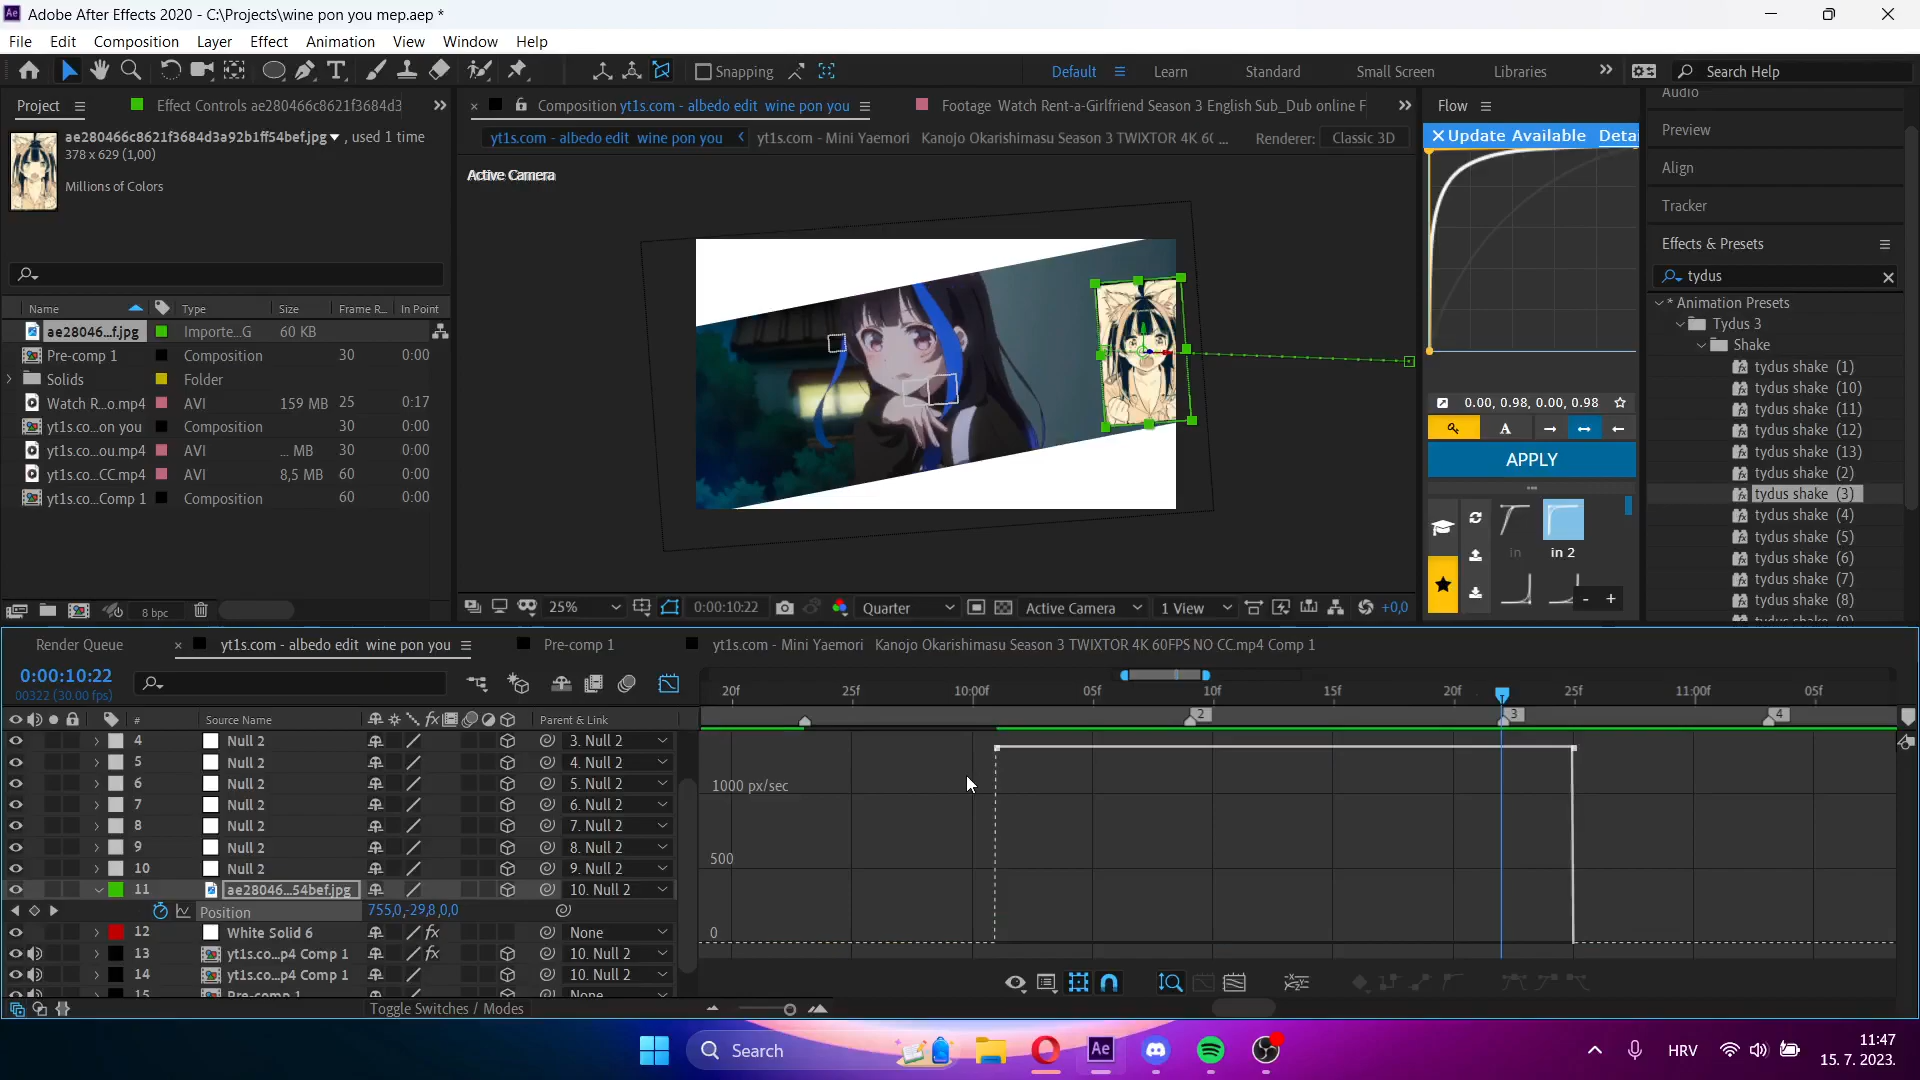 Adobe After Effects 2020 - C:\Projects\wine pon you mep.aep *
File Edit Composition Layer Effect Animation View Window Help
Snapping Default Learn Standard Small Screen Libraries Search Help
Project Effect Controls ae280466c8621f3684d3
Composition yt1s.com - albedo edit wine pon you Footage Watch Rent-a-Girlfriend Season 3 English Sub_Dub online F
Flow
Audio
ae280466c8621f3684d3a92b1ff54bef.jpg , used 1 time
378 x 629 (1,00)
Millions of Colors
yt1s.com - albedo edit wine pon you yt1s.com - Mini Yaemori Kanojo Okarishimasu Season 3 TWIXTOR 4K 6( ... Renderer: Classic 3D
Active Camera
Update Available Detai
Preview
Align
Tracker
Effects & Presets
tydus
* Animation Presets
Tydus 3
Shake
tydus shake (1)
tydus shake (10)
tydus shake (11)
tydus shake (12)
tydus shake (13)
tydus shake (2)
tydus shake (3)
tydus shake (4)
tydus shake (5)
tydus shake (6)
tydus shake (7)
tydus shake (8)
Name Type Size Frame R... In Point
ae28046...f.jpg Importe...G 60 KB
Pre-comp 1 Composition 30 0:00
Solids Folder
Watch R...o.mp4 AVI 159 MB 25 0:17
yt1s.co...on you Composition 30 0:00
yt1s.co...ou.mp4 AVI ... MB 30 0:00
yt1s.co...CC.mp4 AVI 8,5 MB 60 0:00
yt1s.co...Comp 1 Composition 60 0:00
8 bpc
0.00, 0.98, 0.00, 0.98
A
APPLY
in in 2
- +
25% 0:00:10:22 Quarter Active Camera 1 View +0,0
Render Queue yt1s.com - albedo edit wine pon you Pre-comp 1 yt1s.com - Mini Yaemori Kanojo Okarishimasu Season 3 TWIXTOR 4K 60FPS NO CC.mp4 Comp 1
0:00:10:22
00322 (30.00 fps)
20f 25f 10:00f 05f 10f 15f 20f 25f 11:00f 05f
# Source Name fx Parent & Link
2 3 4
4 Null 2 3. Null 2
5 Null 2 4. Null 2
6 Null 2 5. Null 2
7 Null 2 6. Null 2
8 Null 2 7. Null 2
9 Null 2 8. Null 2
10 Null 2 9. Null 2
11 ae28046...54bef.jpg 10. Null 2
Position 755,0,-29,8,0,0
12 White Solid 6 fx None
13 yt1s.co...p4 Comp 1 fx 10. Null 2
14 yt1s.co...p4 Comp 1 10. Null 2
15 Pre-comp 1 None
1000 px/sec
500
0
Toggle Switches / Modes
Search
HRV
11:47
15. 7. 2023.